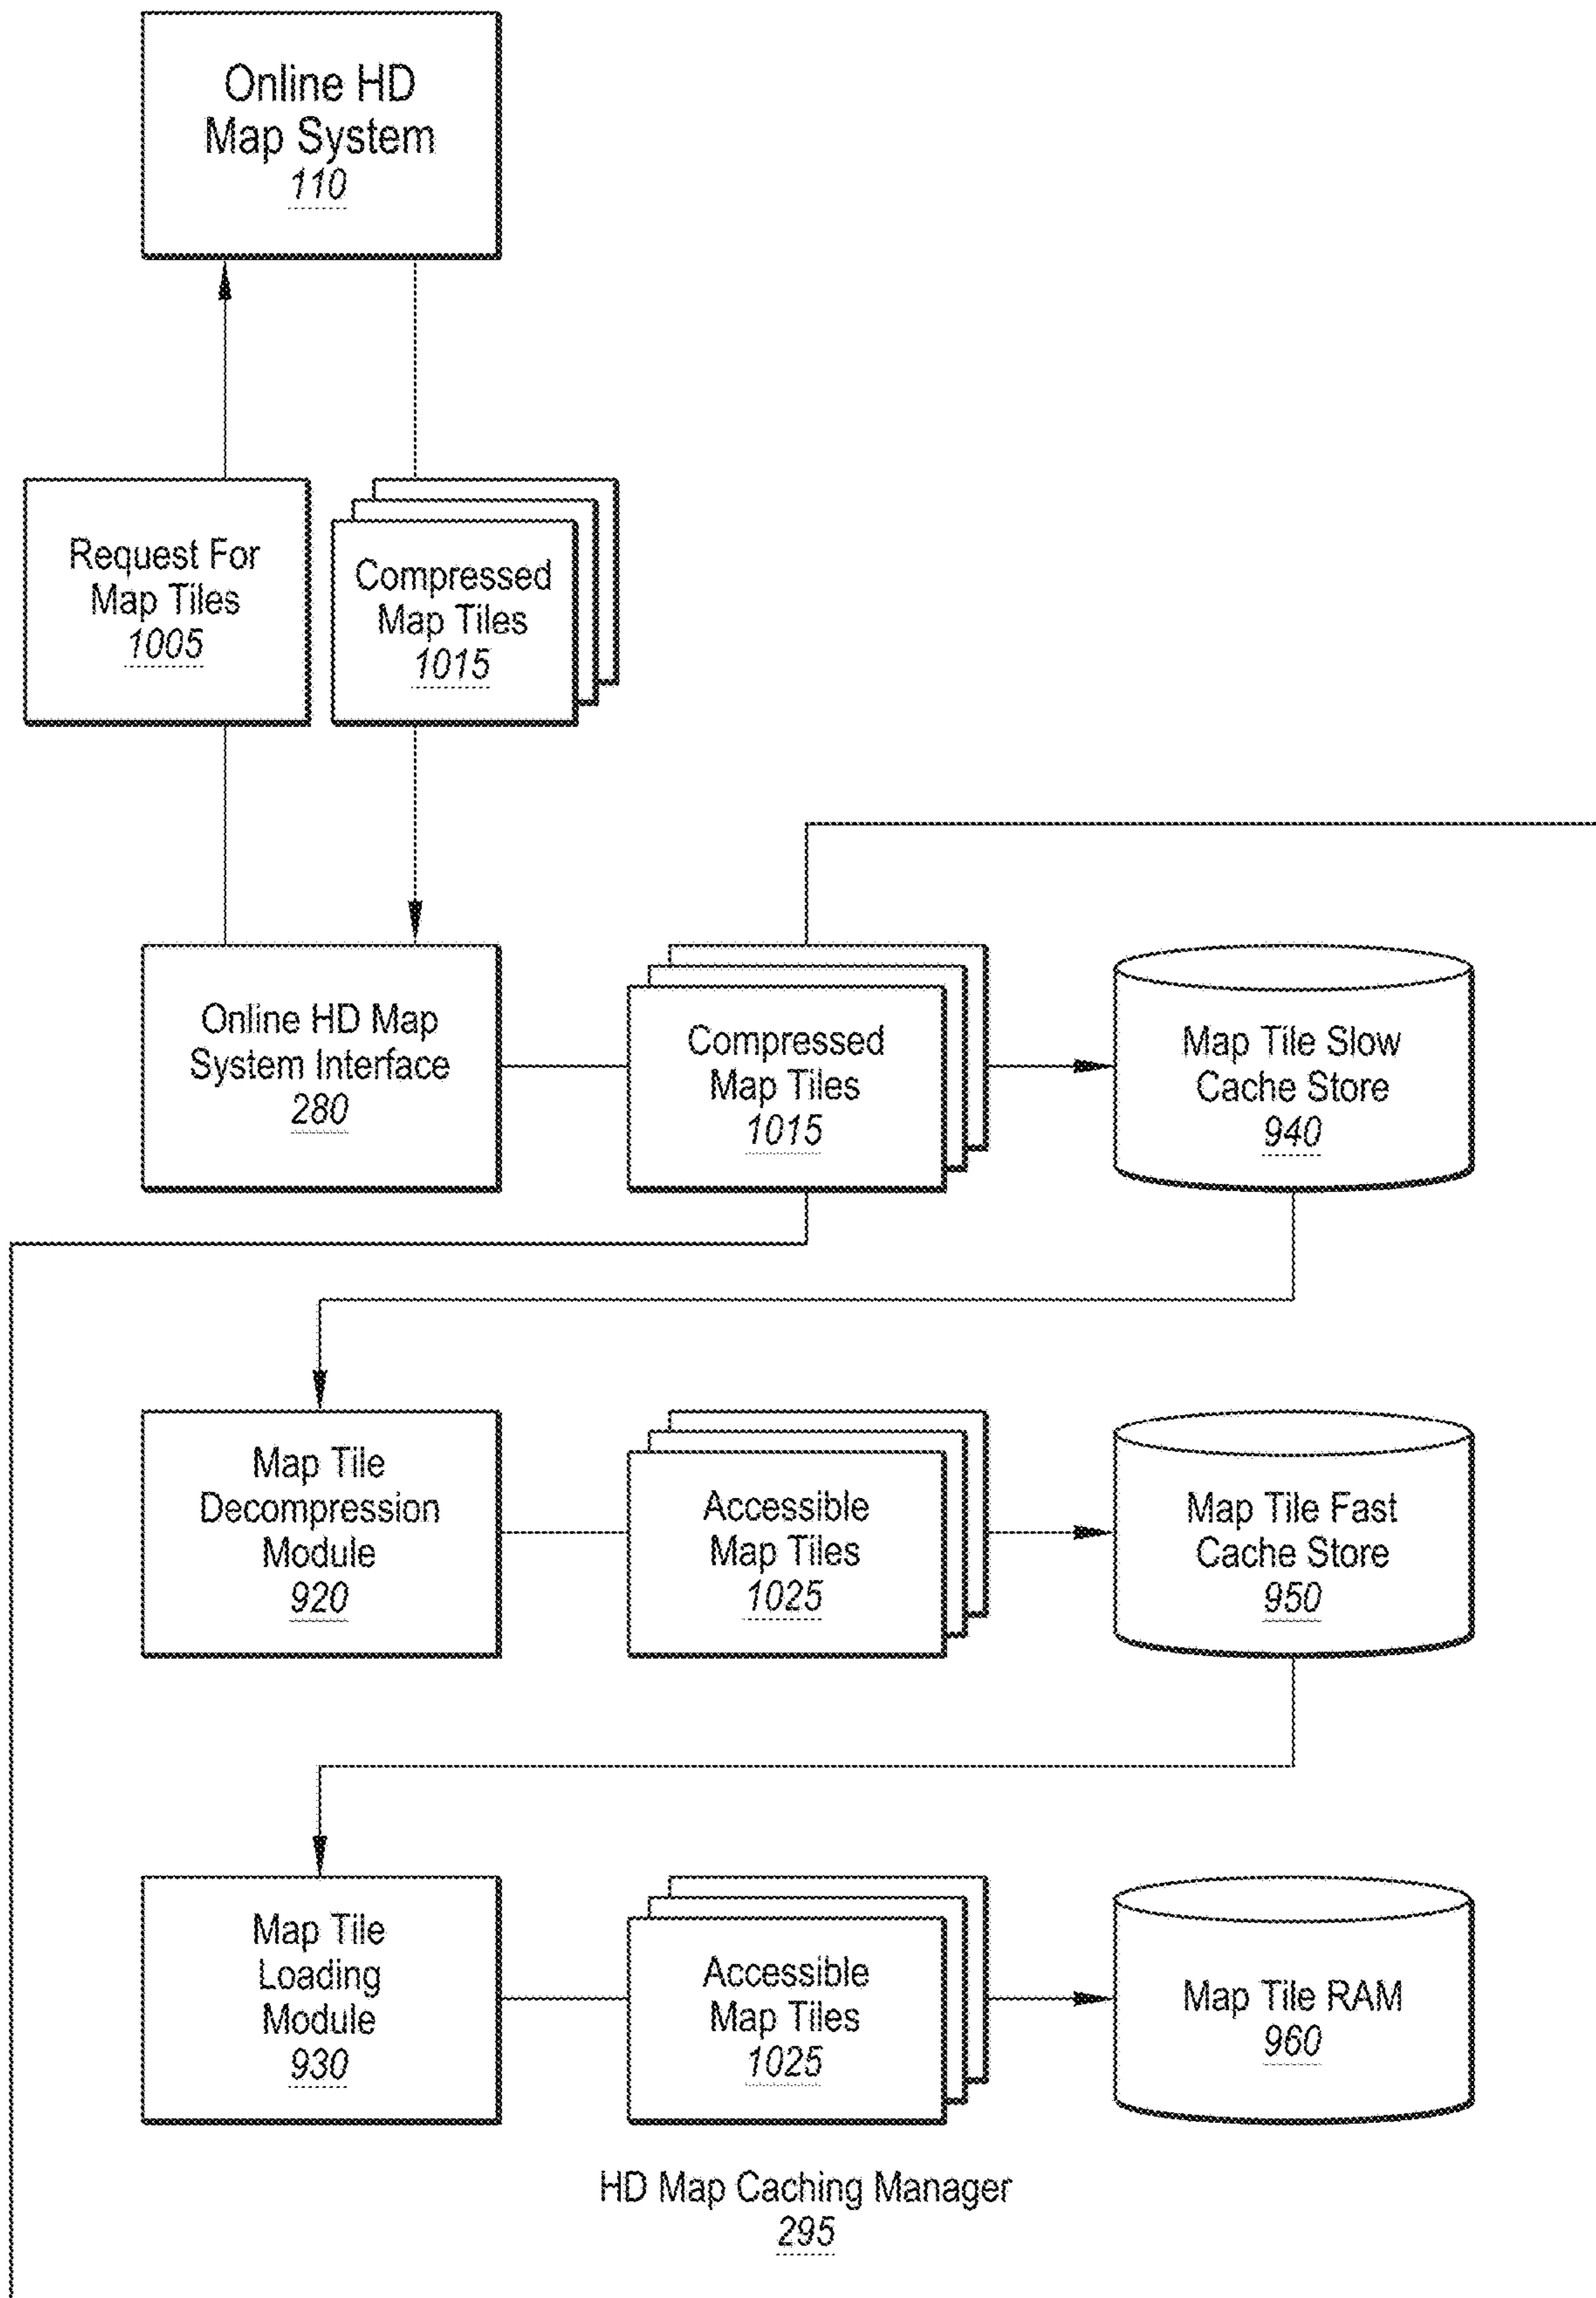 Online HD
Map System
110
Request For
Map Tiles
1005
Compressed
Map Tiles
1015
Online HD Map
System Interface
280
Compressed
Map Tiles
1015
Map Tile Slow
Cache Store
940
Map Tile
Decompression
Module
920
Accessible
Map Tiles
1025
Map Tile Fast
Cache Store
950
Map Tile
Loading
Module
930
Accessible
Map Tiles
1025
Map Tile RAM
960
HD Map Caching Manager
295